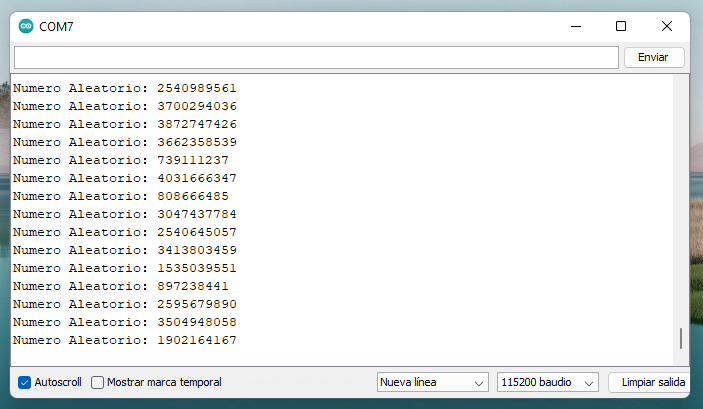 COM7
Enviar
Numero Aleatorio: 2540989561
Numero Aleatorio: 3700294036
Numero Aleatorio: 3872747426
Numero Aleatorio: 3662358539
Numero Aleatorio: 739111237
Numero Aleatorio: 4031666347
Numero Aleatorio: 808666485
Numero Aleatorio: 3047437784
Numero Aleatorio: 2540645057
Numero Aleatorio: 3413803459
Numero Aleatorio: 1535039551
Numero Aleatorio: 897238441
Numero Aleatorio: 2595679890
Numero Aleatorio: 3504948058
Numero Aleatorio: 1902164167
Autoscroll Mostrar marca temporal Nueva línea 115200 baudio Limpiar salida